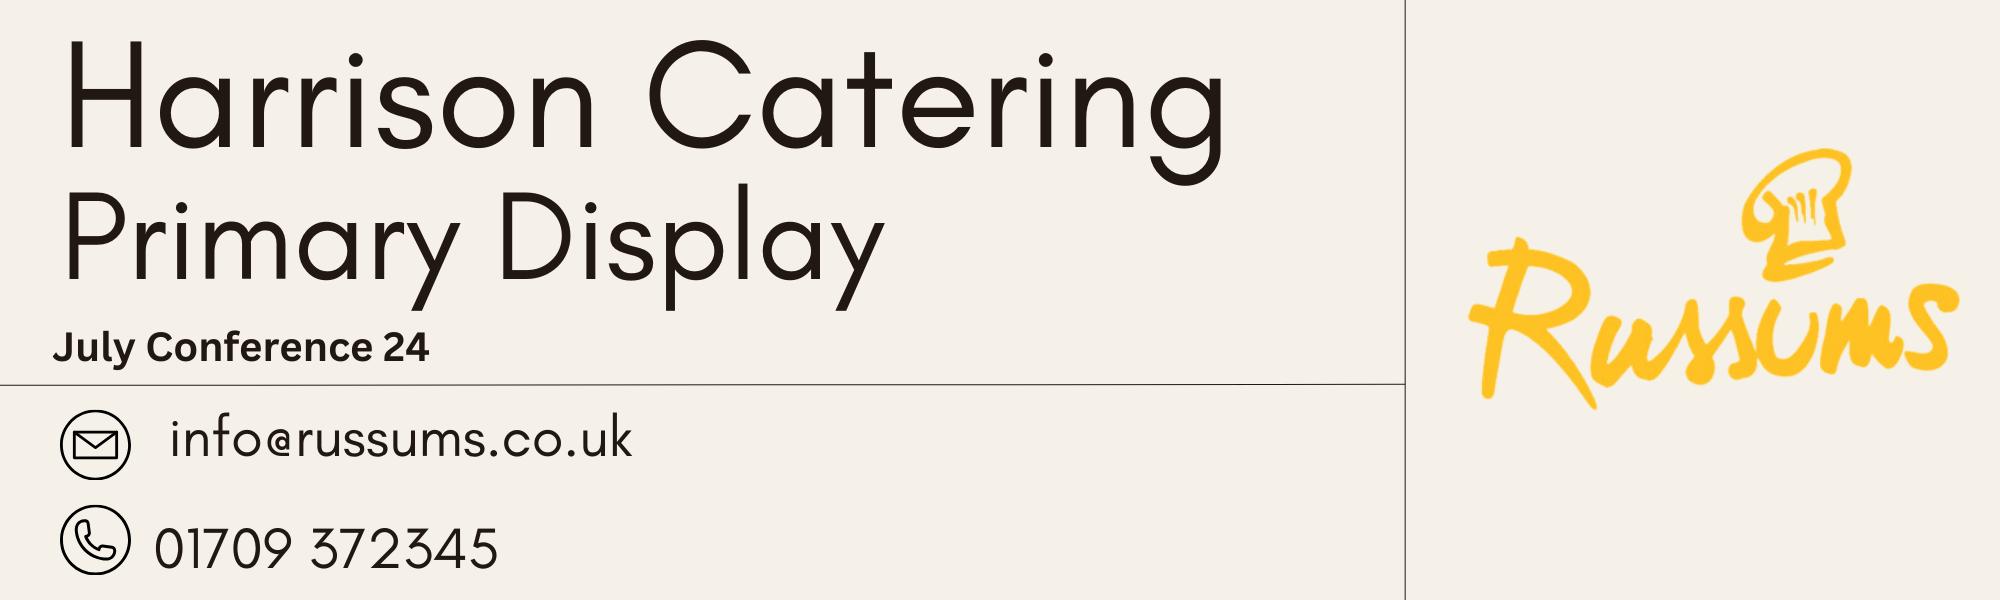 Harrison Catering
Primary Display
July Conference 24
info@russums.co.uk
01709 372345
Russums